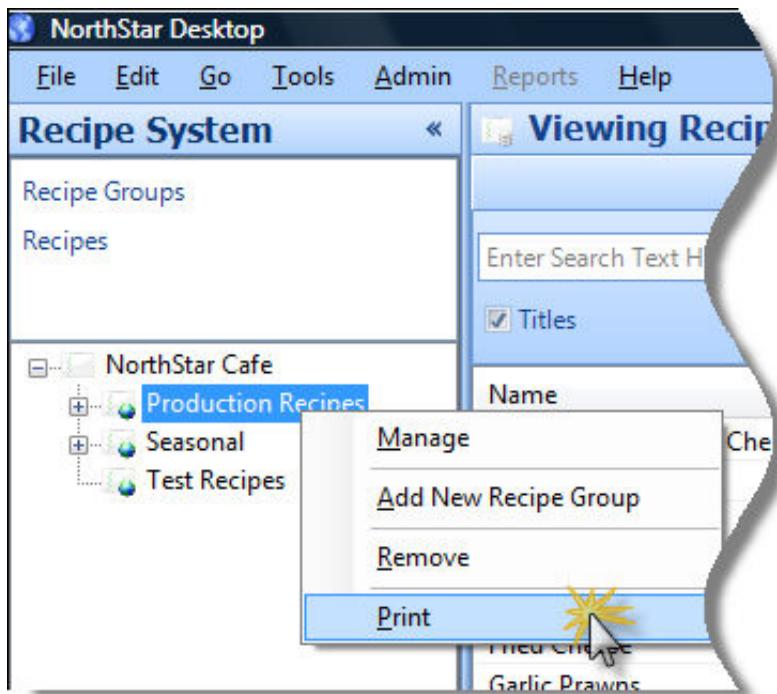 NorthStar Desktop
File Edit Go Tools Admin Reports Help
Recipe System «
Viewing Recip
Recipe Groups
Recipes
Enter Search Text H
Titles
NorthStar Cafe
Production Recipes
Seasonal
Test Recipes
Name
Che
Manage
Add New Recipe Group
Remove
Print
Garlic Prawns